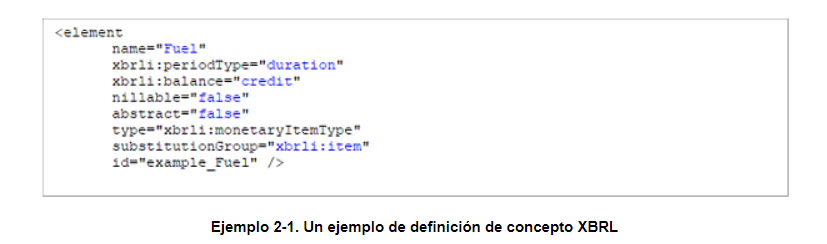 <element
name="Fuel"
xbrli:periodType="duration"
xbrli:balance="credit"
nillable="false"
abstract="false"
type="xbrli:monetaryItemType"
substitutionGroup="xbrli:item"
id="example_Fuel" />
Ejemplo 2-1. Un ejemplo de definición de concepto XBRL